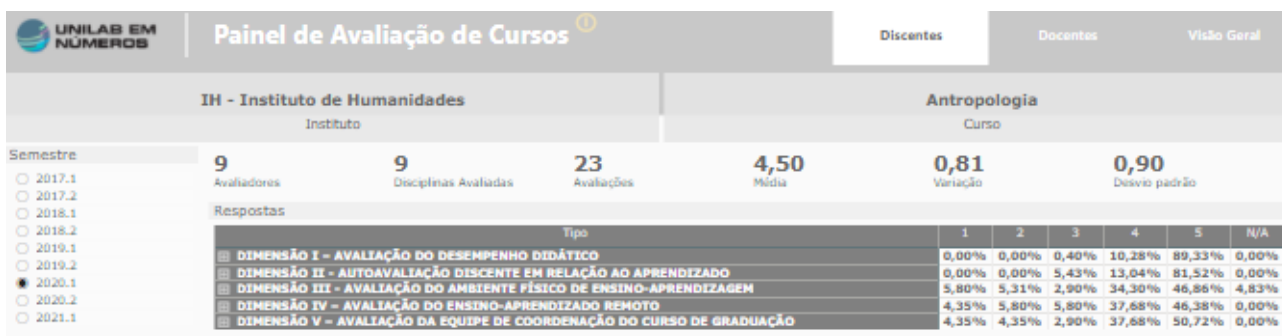 UNILAB EM
NÚMEROS
Painel de Avaliação de Cursos
Discentes Docentes Visão Geral
IH - Instituto de Humanidades Antropologia
Instituto Curso
Semestre
2017.1
2017.2
2018.1
2018.2
2019.1
2019.2
2020.1
2020.2
2021.1
9 9 23 4,50 0,81 0,90
Avaliadores Disciplinas Avaliadas Avaliações Média Variação Desvio padrão
Respostas
Tipo 1 2 3 4 5 N/A
DIMENSÃO I – AVALIAÇÃO DO DESEMPENHO DIDÁTICO 0,00% 0,00% 0,40% 10,28% 89,33% 0,00%
DIMENSÃO II - AUTOAVALIAÇÃO DISCENTE EM RELAÇÃO AO APRENDIZADO 0,00% 0,00% 5,43% 13,04% 81,52% 0,00%
DIMENSÃO III - AVALIAÇÃO DO AMBIENTE FÍSICO DE ENSINO-APRENDIZAGEM 5,80% 5,31% 2,90% 34,30% 46,86% 4,83%
DIMENSÃO IV – AVALIAÇÃO DO ENSINO-APRENDIZADO REMOTO 4,35% 5,80% 5,80% 37,68% 46,38% 0,00%
DIMENSÃO V – AVALIAÇÃO DA EQUIPE DE COORDENAÇÃO DO CURSO DE GRADUAÇÃO 4,35% 4,35% 2,90% 37,68% 50,72% 0,00%